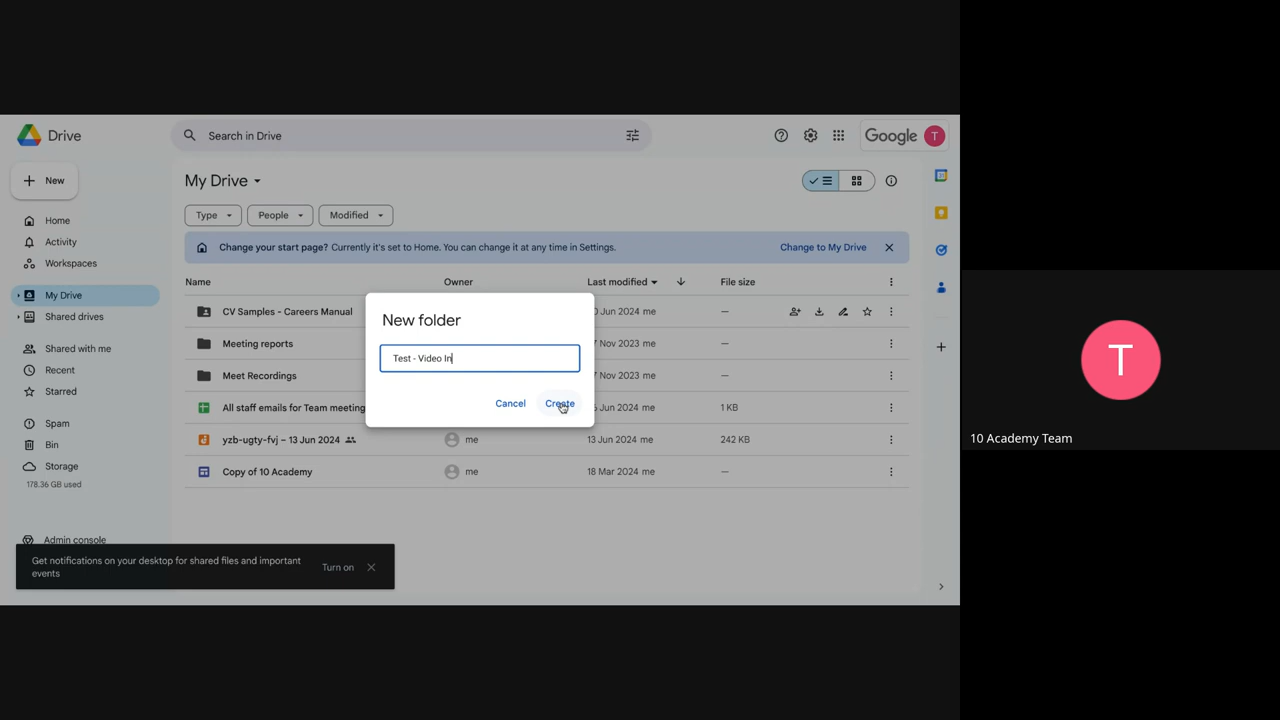 Drive
Search in Drive
Google
T
New
My Drive
Type
People
Modified
Home
Activity
Workspaces
My Drive
Shared drives
Shared with me
Recent
Starred
Spam
Bin
Storage
178.36 GB used
Admin console
Change your start page? Currently it's set to Home. You can change it at any time in Settings.
Change to My Drive
Name Owner Last modified File size
CV Samples - Careers Manual Jun 2024 me —
Meeting reports Nov 2023 me —
Meet Recordings Nov 2023 me —
All staff emails for Team meeting Jun 2024 me 1 KB
yzb-ugty-fvj – 13 Jun 2024 me 13 Jun 2024 me 242 KB
Copy of 10 Academy me 18 Mar 2024 me —
New folder
Test - Video In
Cancel Create
Get notifications on your desktop for shared files and important
events
Turn on
T
10 Academy Team